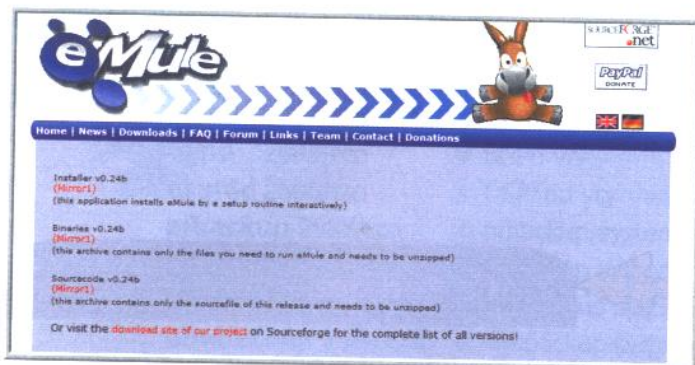 eMule
SOURCEFORGE
.net
PayPal
DONATE
Home | News | Downloads | FAQ | Forum | Links | Team | Contact | Donations
Installer v0.24b
(Mirror1)
(this application installs eMule by a setup routine interactively)
Binaries v0.24b
(Mirror1)
(this archive contains only the files you need to run eMule and needs to be unzipped)
Sourcecode v0.24b
(Mirror1)
(this archive contains only the sourcefile of this release and needs to be unzipped)
Or visit the download site of our project on Sourceforge for the complete list of all versions!